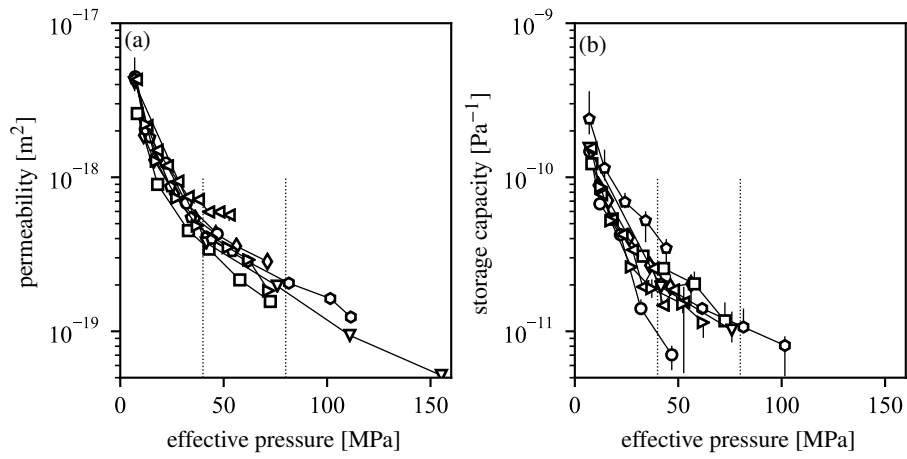 (a)
permeability [m²]
10⁻¹⁷
10⁻¹⁸
10⁻¹⁹
0 50 100 150
effective pressure [MPa]
(b)
storage capacity [Pa⁻¹]
10⁻⁹
10⁻¹⁰
10⁻¹¹
0 50 100 150
effective pressure [MPa]